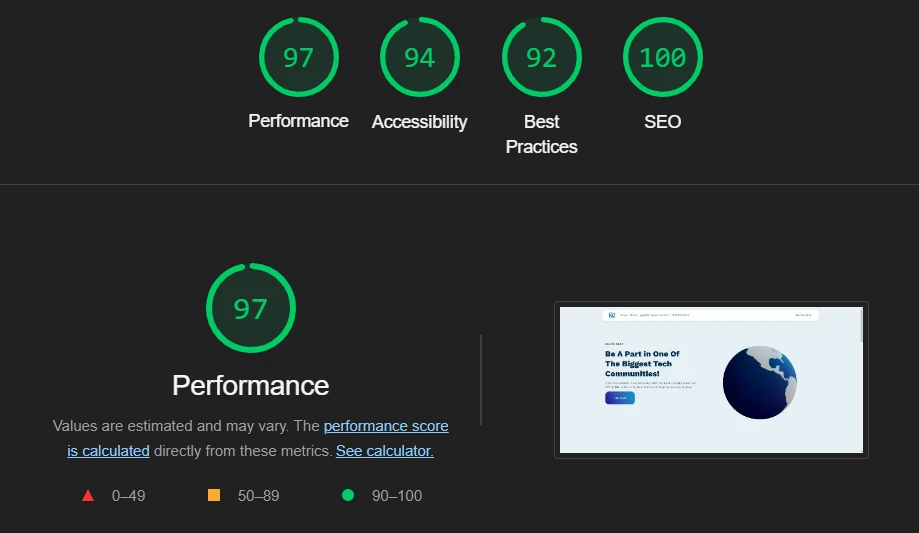 97
94
92
100
Performance
Accessibility
Best
Practices
SEO
97
Performance
Values are estimated and may vary. The performance score
is calculated directly from these metrics. See calculator.
0–49
50–89
90–100
Be A Part in One Of
The Biggest Tech
Communities!